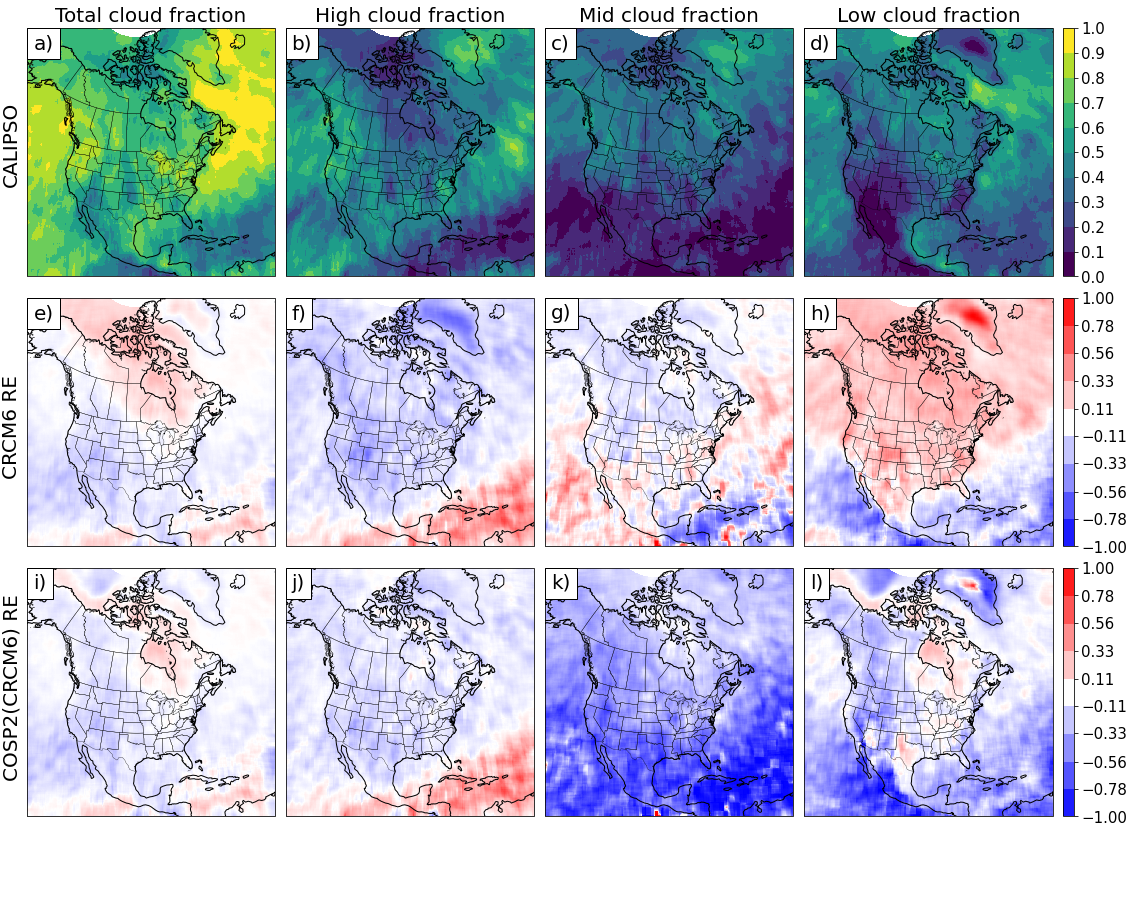 Total cloud fraction
High cloud fraction
Mid cloud fraction
Low cloud fraction
CALIPSO
a)
b)
c)
d)
1.0
0.9
0.8
0.7
0.6
0.5
0.4
0.3
0.2
0.1
0.0
CRCM6 RE
e)
f)
g)
h)
1.00
0.78
0.56
0.33
0.11
−0.11
−0.33
−0.56
−0.78
−1.00
COSP2(CRCM6) RE
i)
j)
k)
l)
1.00
0.78
0.56
0.33
0.11
−0.11
−0.33
−0.56
−0.78
−1.00